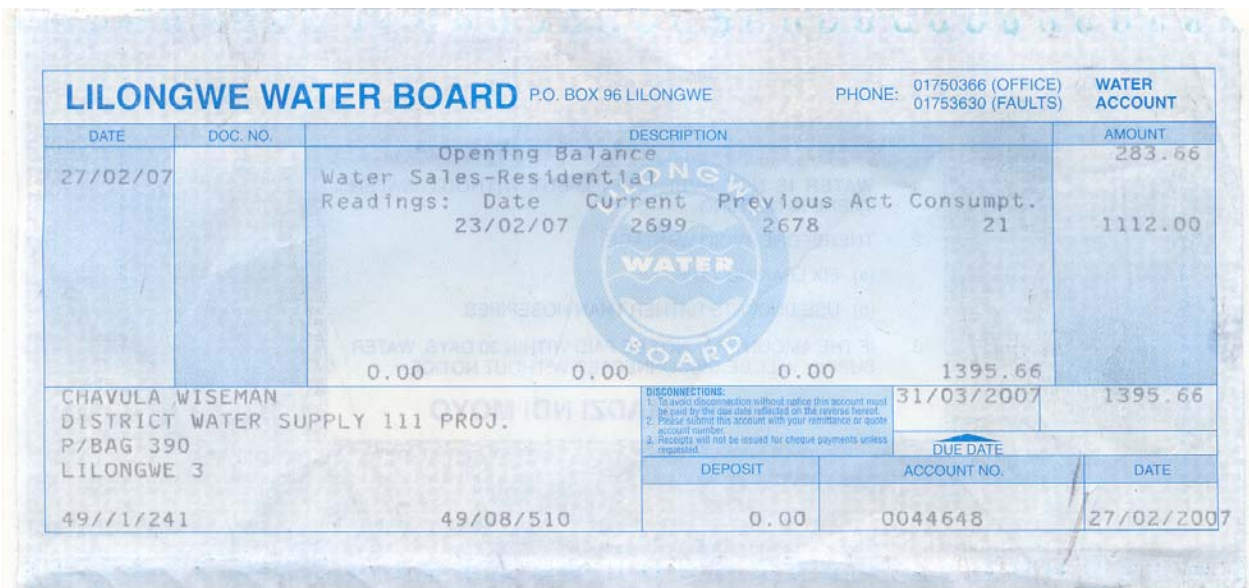 LILONGWE WATER BOARD P.O. BOX 96 LILONGWE PHONE: 01750366 (OFFICE) 01753630 (FAULTS) WATER ACCOUNT
DATE DOC. NO. DESCRIPTION AMOUNT
Opening Balance 283.66
27/02/07 Water Sales-Residential
Readings: Date Current Previous Act Consumpt.
23/02/07 2699 2678 21 1112.00
LILONGWE WATER BOARD
0.00 0.00 0.00 1395.66
CHAVULA WISEMAN
DISTRICT WATER SUPPLY 111 PROJ.
P/BAG 390
LILONGWE 3
49//1/241 49/08/510
DISCONNECTIONS:
1. To avoid disconnection without notice this account must
be paid by the due date reflected on the reverse hereof.
2. Please submit this account with your remittance or quote
account number.
3. Receipts will not be issued for cheque payments unless
requested.
31/03/2007 1395.66
DUE DATE
DEPOSIT ACCOUNT NO. DATE
0.00 0044648 27/02/2007